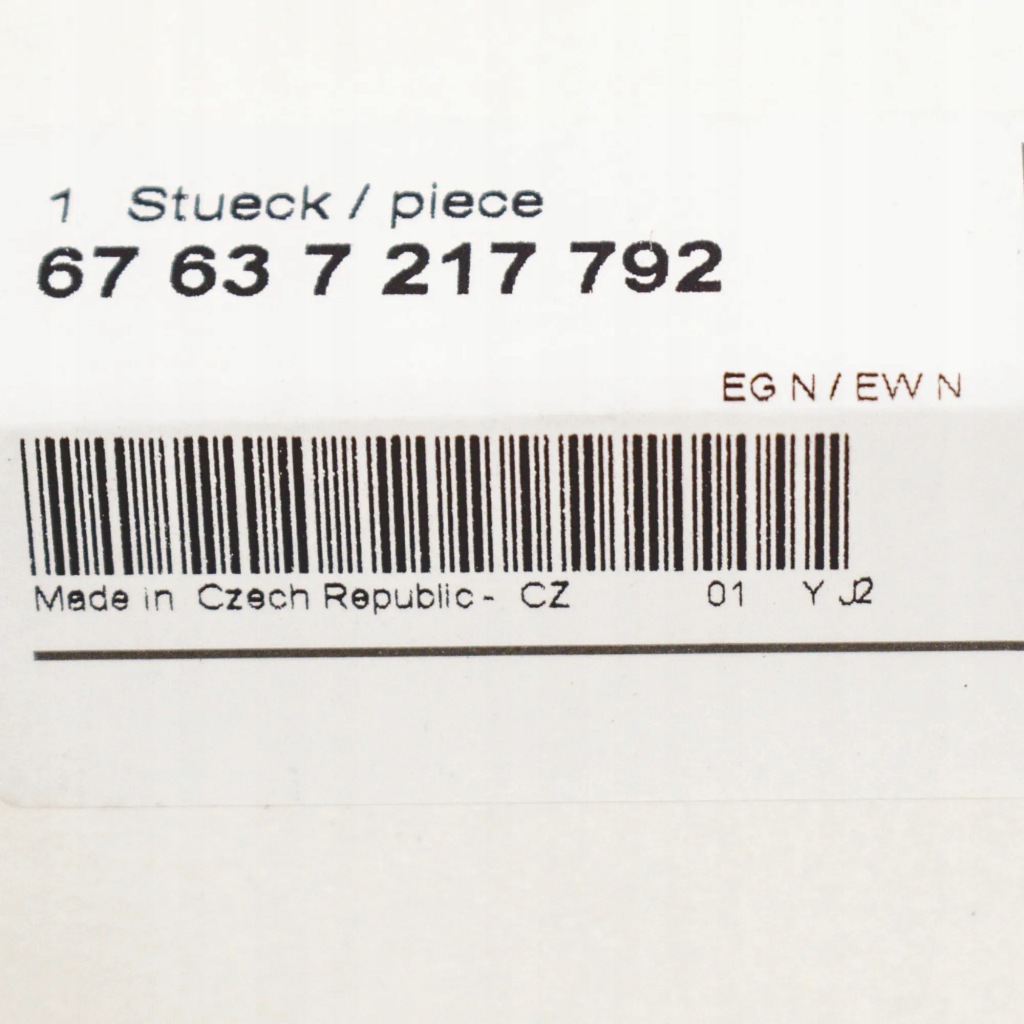 1 Stueck / piece
67 63 7 217 792
EG N / EW N
Made in Czech Republic - CZ 01 Y J2